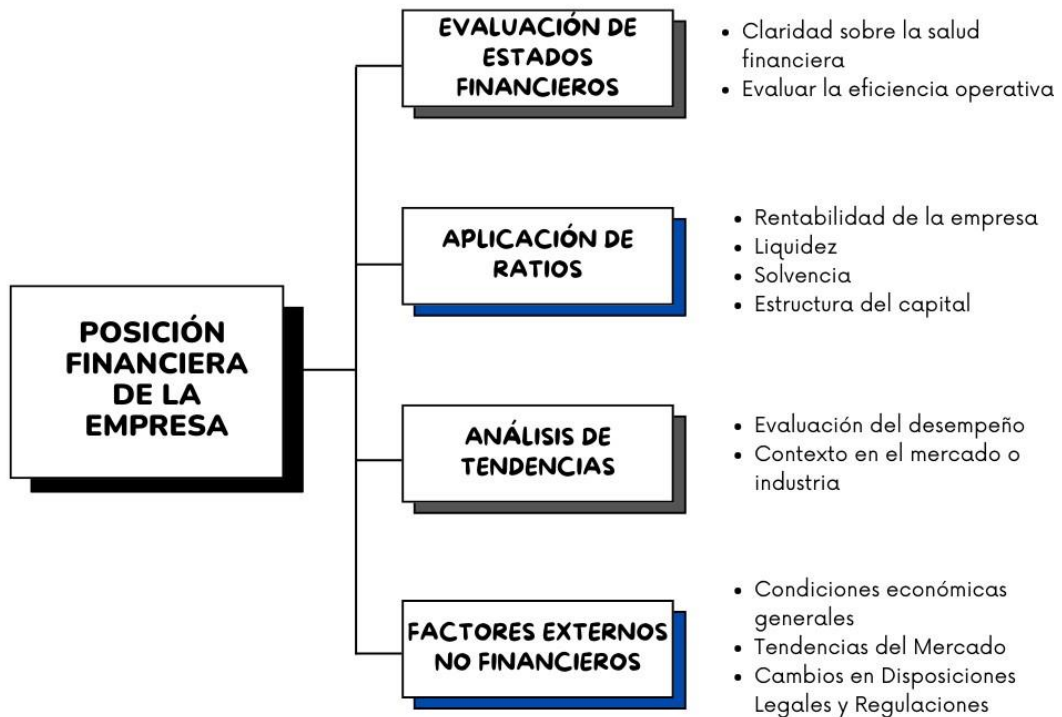 POSICIÓN
FINANCIERA
DE LA
EMPRESA
EVALUACIÓN DE
ESTADOS
FINANCIEROS
• Claridad sobre la salud
financiera
• Evaluar la eficiencia operativa
APLICACIÓN DE
RATIOS
• Rentabilidad de la empresa
• Liquidez
• Solvencia
• Estructura del capital
ANÁLISIS DE
TENDENCIAS
• Evaluación del desempeño
• Contexto en el mercado o
industria
FACTORES EXTERNOS
NO FINANCIEROS
• Condiciones económicas
generales
• Tendencias del Mercado
• Cambios en Disposiciones
Legales y Regulaciones